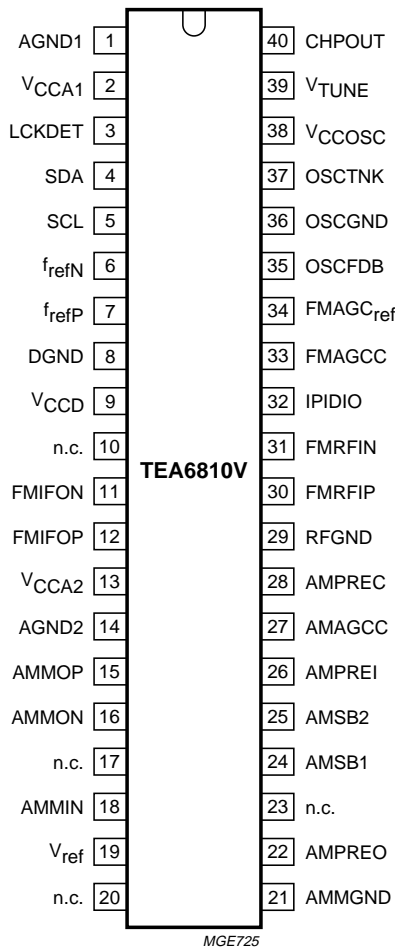 AGND1 1 40 CHPOUT
VCCA1 2 39 VTUNE
LCKDET 3 38 VCCOSC
SDA 4 37 OSCTNK
SCL 5 36 OSCGND
frefN 6 35 OSCFDB
frefP 7 34 FMAGCref
DGND 8 33 FMAGCC
VCCD 9 32 IPIDIO
n.c. 10 31 FMRFIN
TEA6810V
FMIFON 11 30 FMRFIP
FMIFOP 12 29 RFGND
VCCA2 13 28 AMPREC
AGND2 14 27 AMAGCC
AMMOP 15 26 AMPREI
AMMON 16 25 AMSB2
n.c. 17 24 AMSB1
AMMIN 18 23 n.c.
Vref 19 22 AMPREO
n.c. 20 21 AMMGND
MGE725